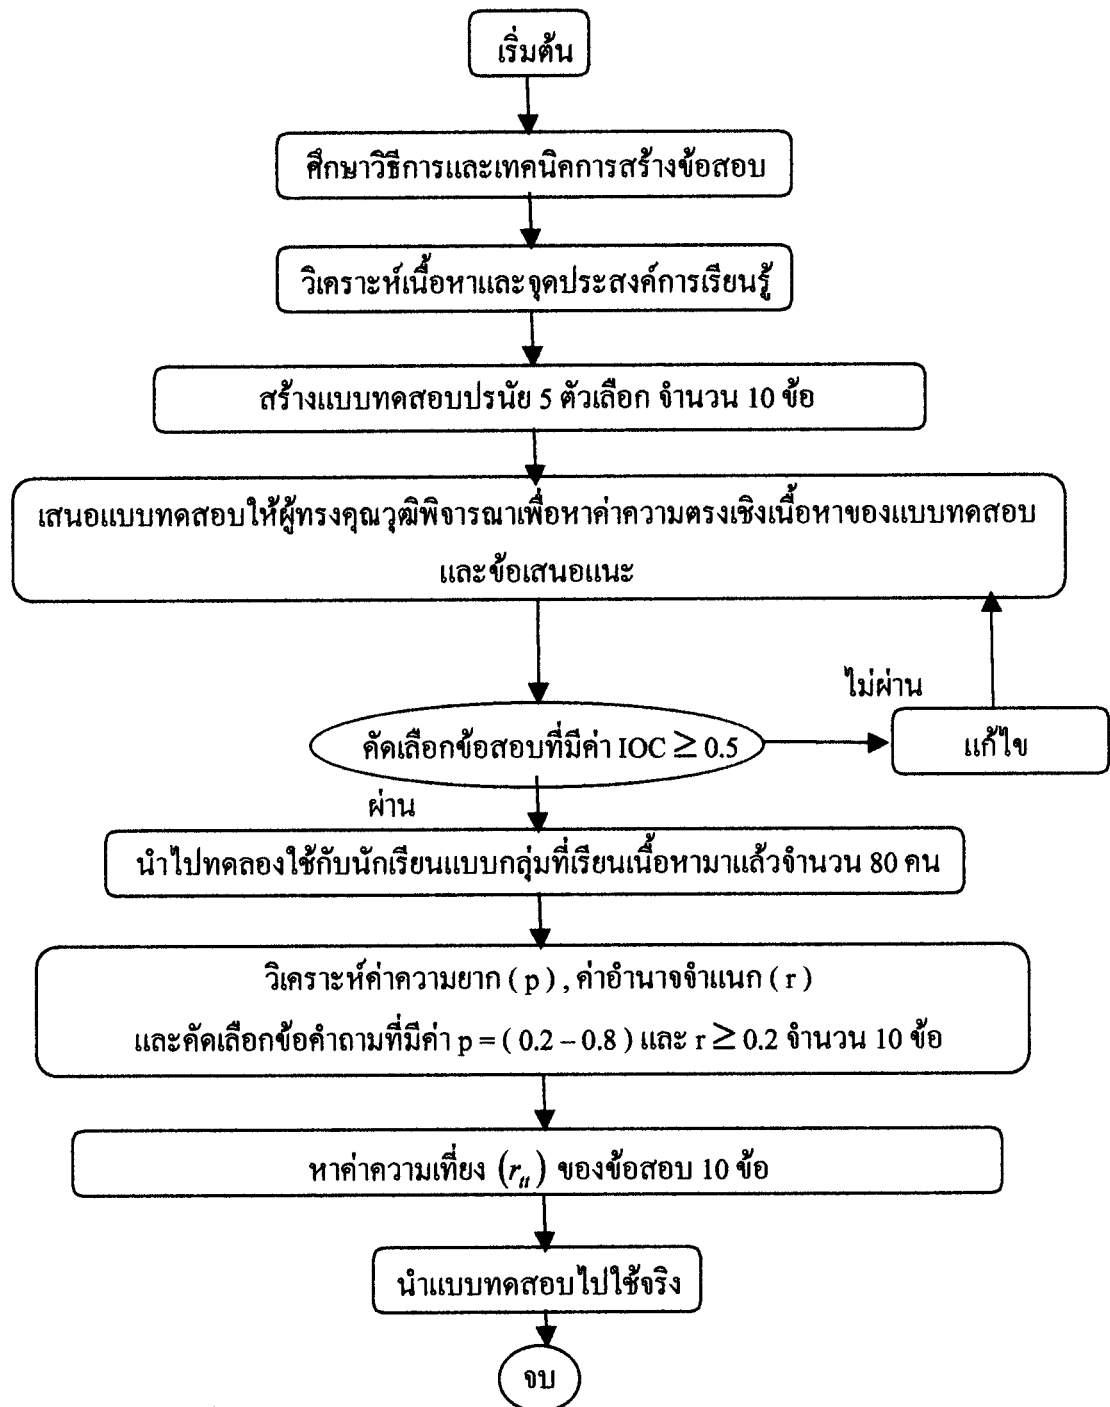 เริ่มต้น
ศึกษาวิธีการและเทคนิคการสร้างข้อสอบ
วิเคราะห์เนื้อหาและจุดประสงค์การเรียนรู้
สร้างแบบทดสอบปรนัย 5 ตัวเลือก จำนวน 10 ข้อ
เสนอแบบทดสอบให้ผู้ทรงคุณวุฒิพิจารณาเพื่อหาค่าความตรงเชิงเนื้อหาของแบบทดสอบ
และข้อเสนอแนะ
ไม่ผ่าน
คัดเลือกข้อสอบที่มีค่า IOC ≥ 0.5
แก้ไข
ผ่าน
นำไปทดลองใช้กับนักเรียนแบบกลุ่มที่เรียนเนื้อหามาแล้วจำนวน 80 คน
วิเคราะห์ค่าความยาก ( p ) , ค่าอำนาจจำแนก ( r )
และคัดเลือกข้อคำถามที่มีค่า p = ( 0.2 – 0.8 ) และ r ≥ 0.2 จำนวน 10 ข้อ
หาค่าความเที่ยง (r_tt) ของข้อสอบ 10 ข้อ
นำแบบทดสอบไปใช้จริง
จบ